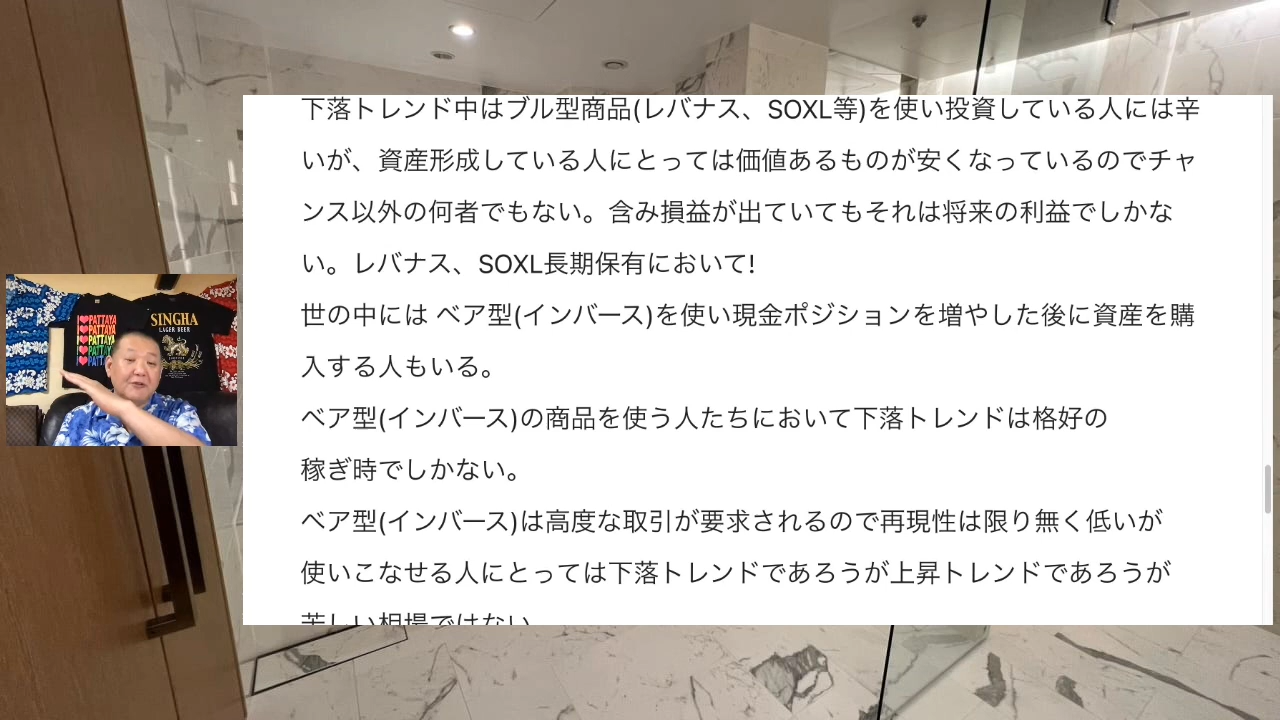 下落トレンド中はブル型商品(レバナス、SOXL等)を使い投資している人には辛
いが、資産形成している人にとっては価値あるものが安くなっているのでチャ
ンス以外の何者でもない。含み損益が出ていてもそれは将来の利益でしかな
い。レバナス、SOXL長期保有において!
世の中には ベア型(インバース)を使い現金ポジションを増やした後に資産を購
入する人もいる。
ベア型(インバース)の商品を使う人たちにおいて下落トレンドは格好の
稼ぎ時でしかない。
ベア型(インバース)は高度な取引が要求されるので再現性は限り無く低いが
使いこなせる人にとっては下落トレンドであろうが上昇トレンドであろうが
苦しい相場ではない
PATTAYA
PATTAYA
PATTAYA
PATTAYA
PATT
SINGHA
LAGER BEER